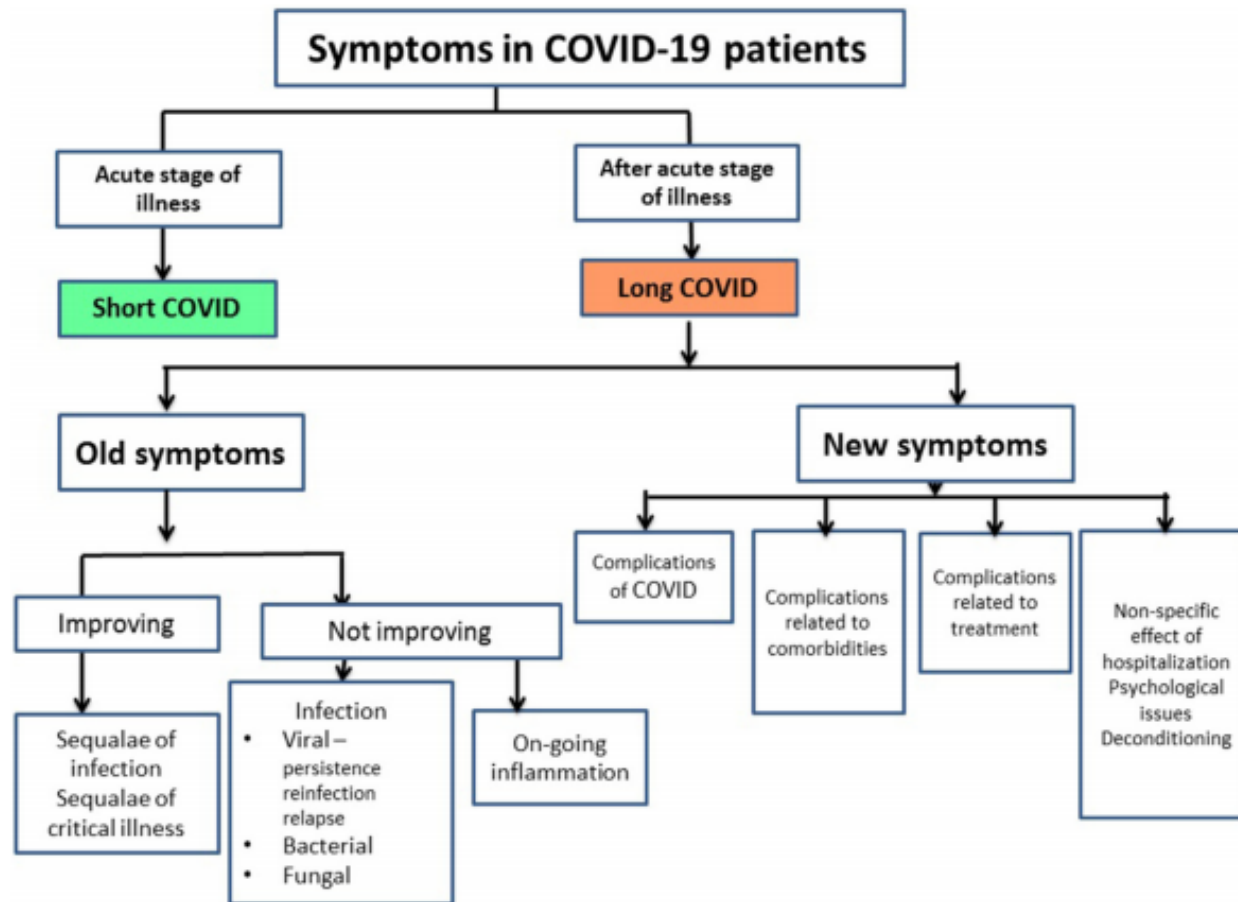 Symptoms in COVID-19 patients
Acute stage of
illness
After acute stage
of illness
Short COVID
Long COVID
Old symptoms
New symptoms
Improving
Not improving
Complications
of COVID
Complications
related to
comorbidities
Complications
related to
treatment
Non-specific
effect of
hospitalization
Psychological
issues
Deconditioning
Sequalae of
infection
Sequalae of
critical illness
Infection
• Viral –
persistence
reinfection
relapse
• Bacterial
• Fungal
On-going
inflammation